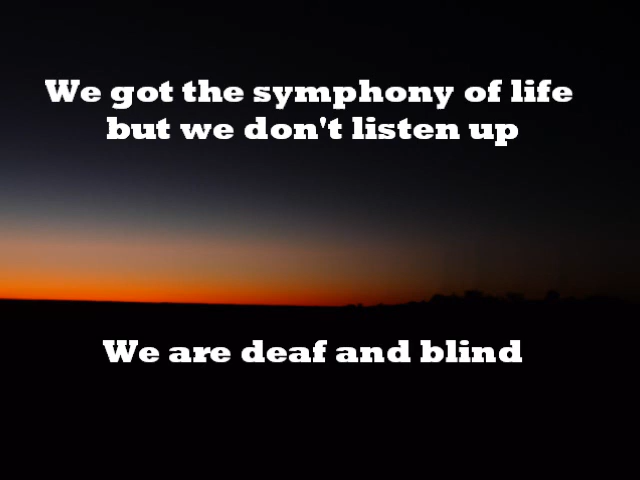 We got the symphony of life
but we don't listen up
We are deaf and blind